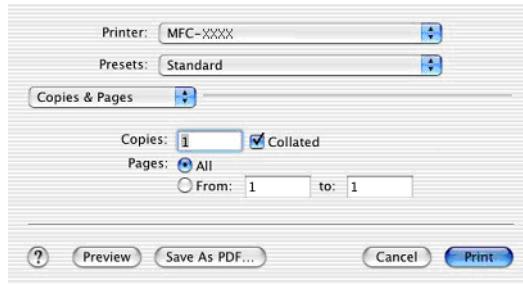 Printer: MFC-XXXX
Presets: Standard
Copies & Pages
Copies: 1 Collated
Pages: All
From: 1 to: 1
? Preview Save As PDF... Cancel Print